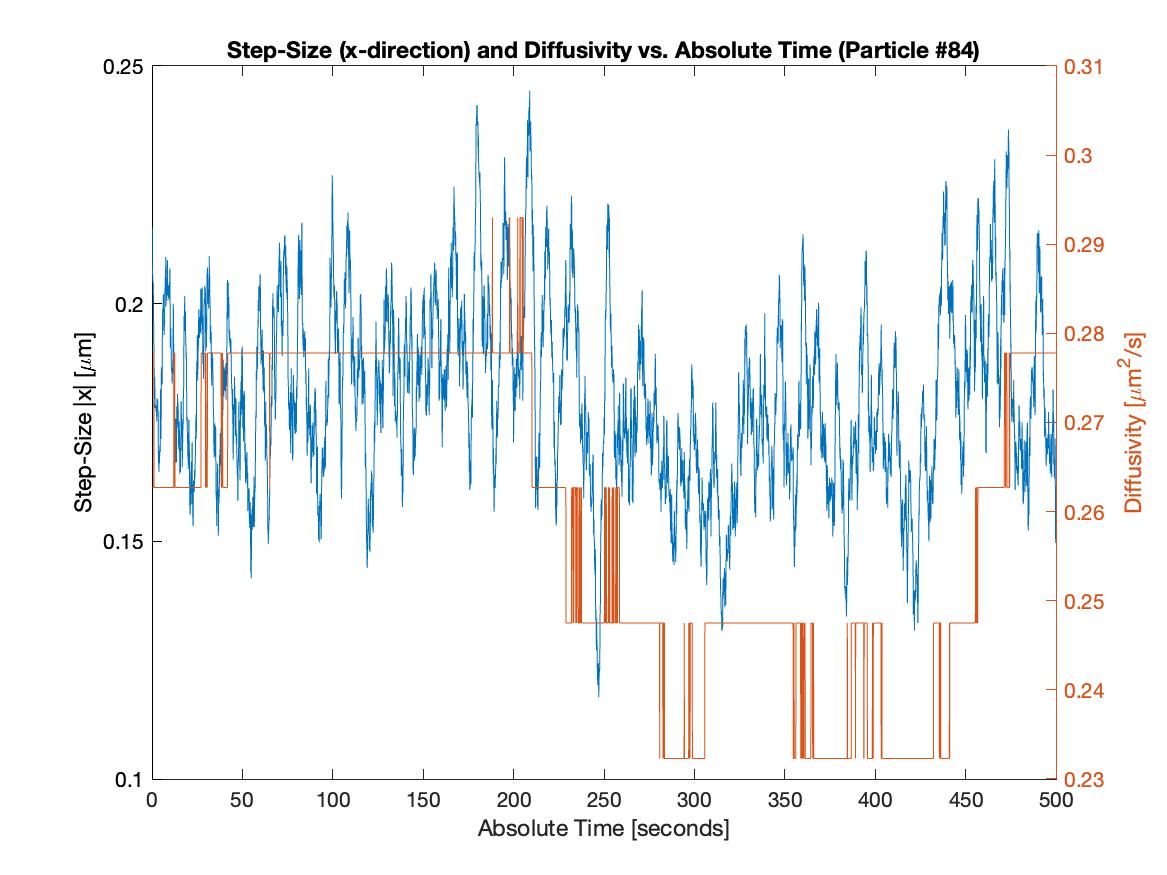 Step-Size (x-direction) and Diffusivity vs. Absolute Time (Particle #84)
0.25
0.2
0.15
0.1
Step-Size |x| [μm]
0.31
0.3
0.29
0.28
0.27
0.26
0.25
0.24
0.23
Diffusivity [μm²/s]
0 50 100 150 200 250 300 350 400 450 500
Absolute Time [seconds]